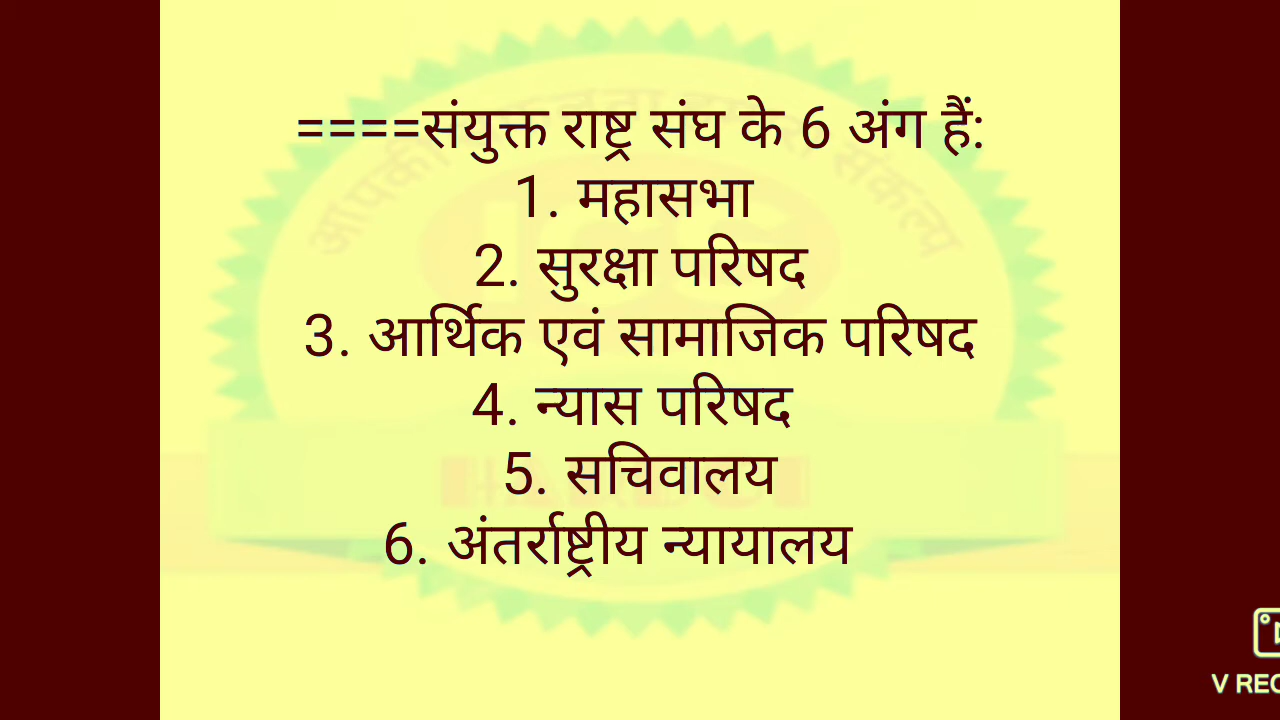 ====संयुक्त राष्ट्र संघ के 6 अंग हैं:
1. महासभा
2. सुरक्षा परिषद
3. आर्थिक एवं सामाजिक परिषद
4. न्यास परिषद
5. सचिवालय
6. अंतर्राष्ट्रीय न्यायालय
V REC